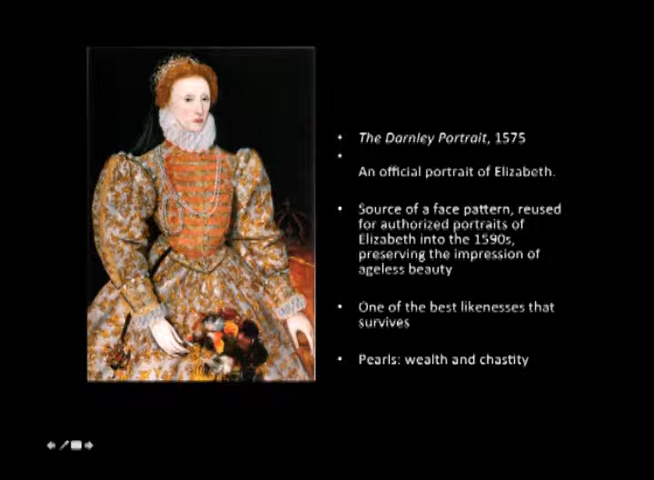 • The Darnley Portrait, 1575
•
An official portrait of Elizabeth.
• Source of a face pattern, reused
for authorized portraits of
Elizabeth into the 1590s,
preserving the impression of
ageless beauty
• One of the best likenesses that
survives
• Pearls: wealth and chastity